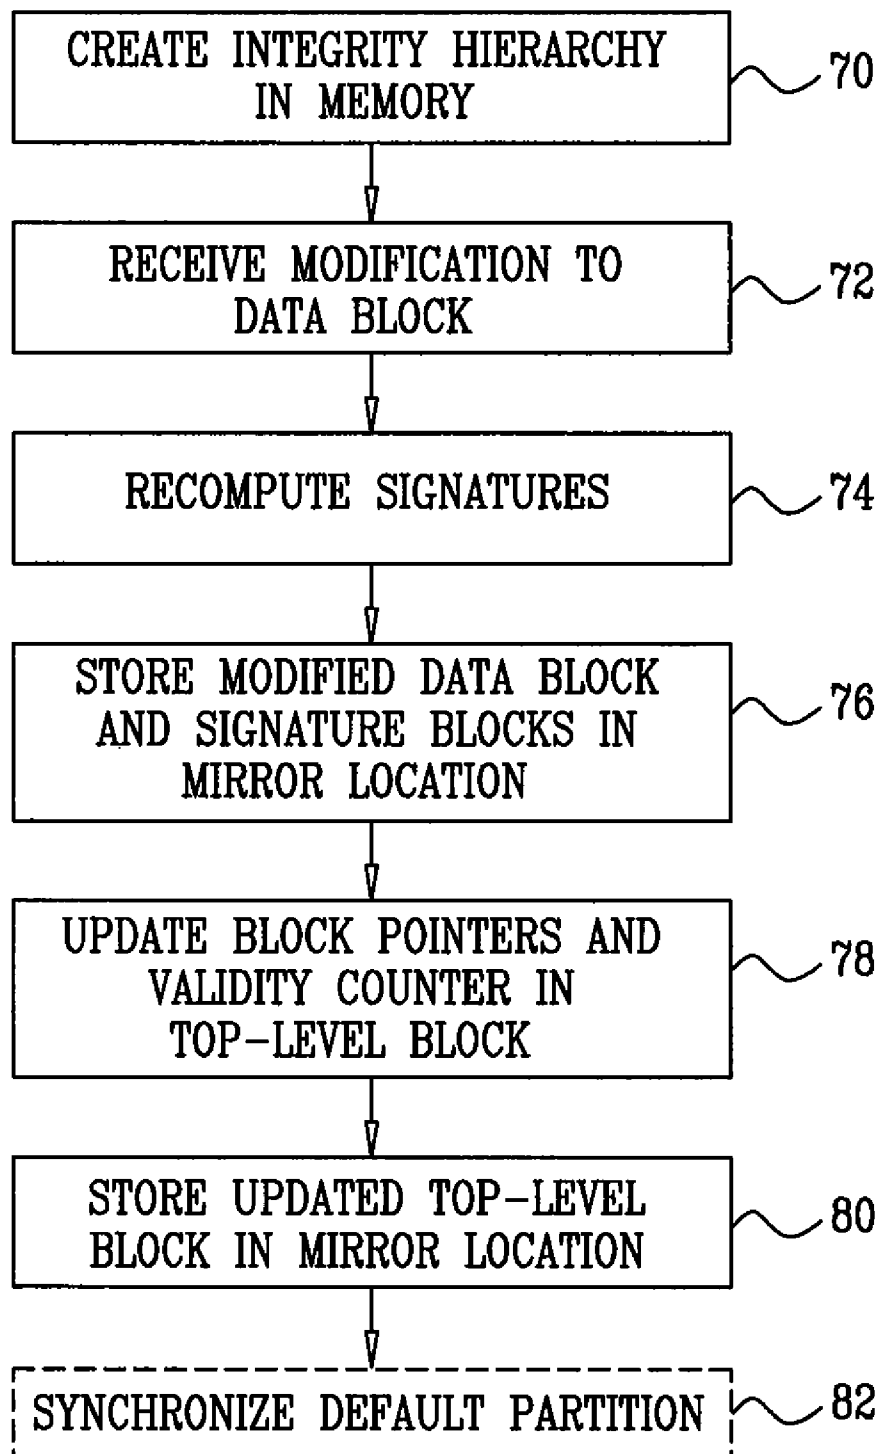 CREATE INTEGRITY HIERARCHY
IN MEMORY
70
RECEIVE MODIFICATION TO
DATA BLOCK
72
RECOMPUTE SIGNATURES
74
STORE MODIFIED DATA BLOCK
AND SIGNATURE BLOCKS IN
MIRROR LOCATION
76
UPDATE BLOCK POINTERS AND
VALIDITY COUNTER IN
TOP-LEVEL BLOCK
78
STORE UPDATED TOP-LEVEL
BLOCK IN MIRROR LOCATION
80
SYNCHRONIZE DEFAULT PARTITION
82